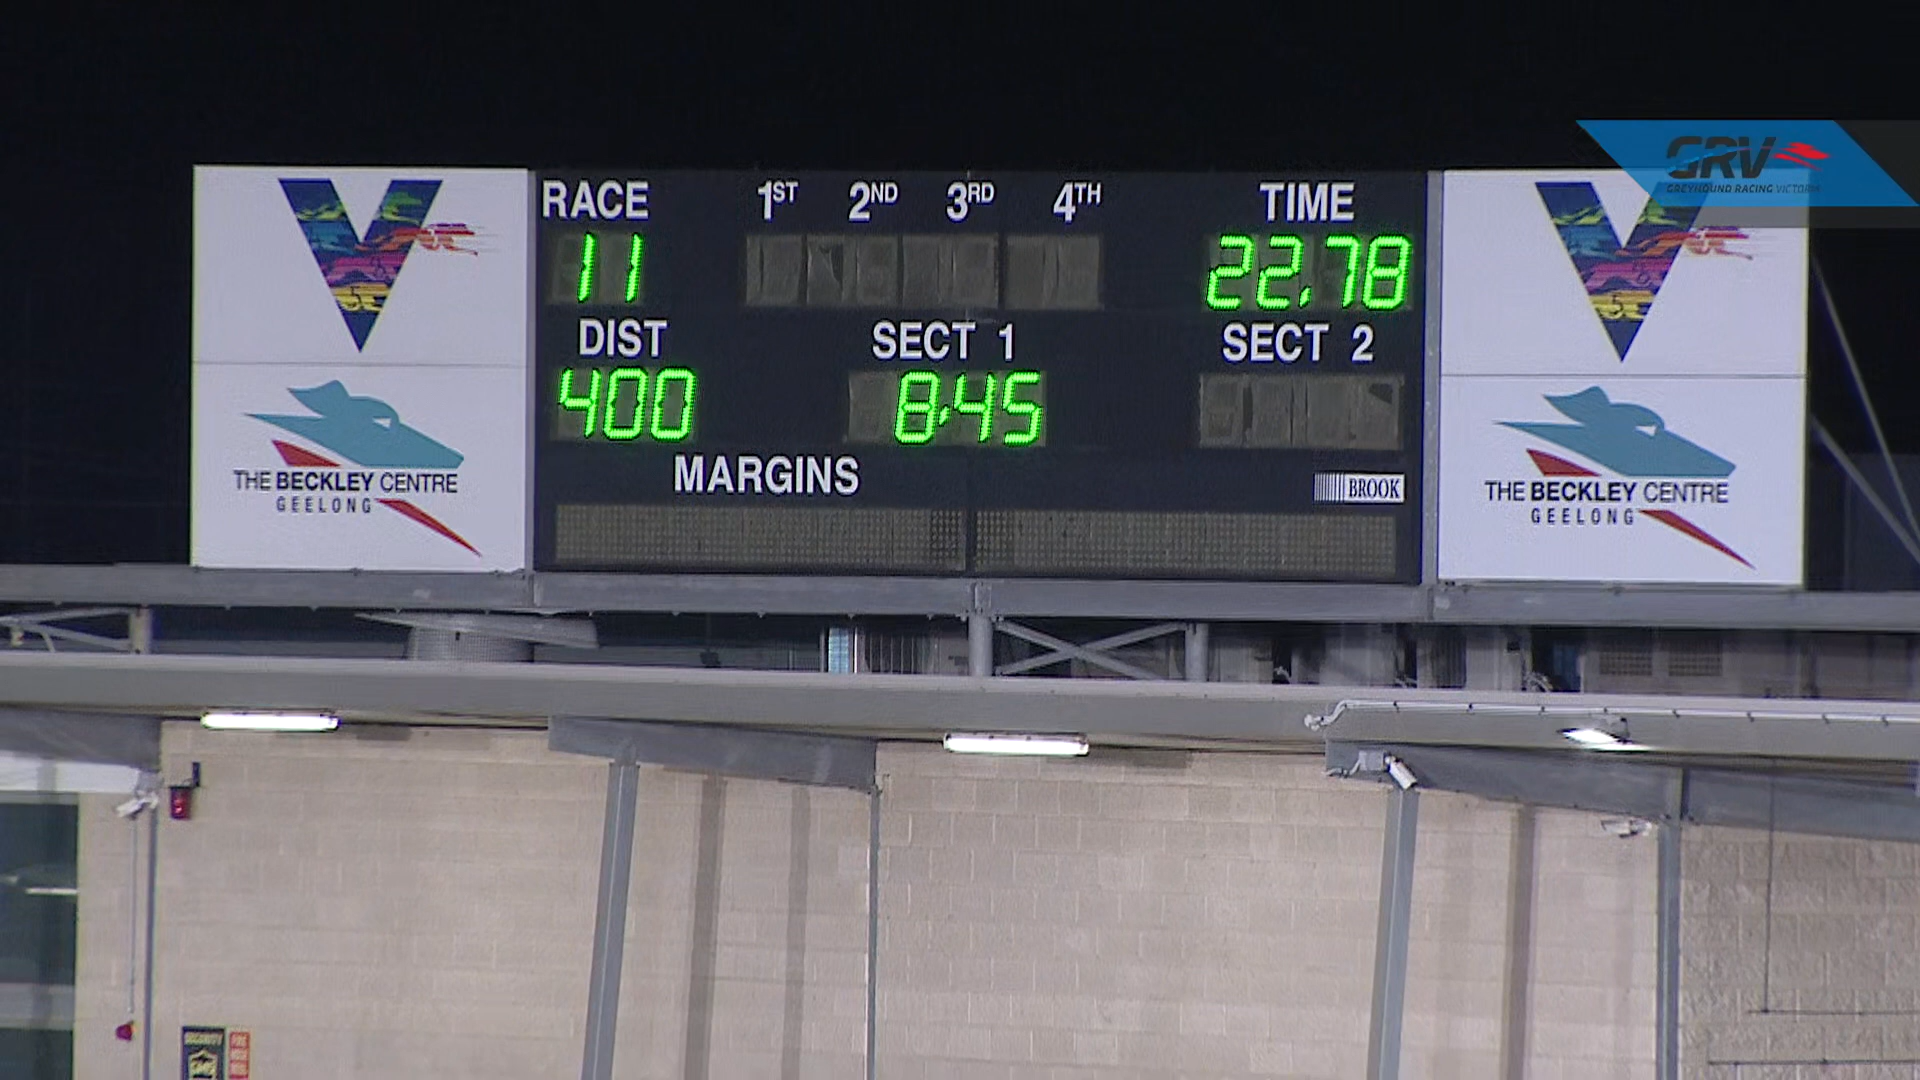 GRV
GREYHOUND RACING VICTORIA
RACE 1ST 2ND 3RD 4TH TIME
11 22.78
DIST SECT 1 SECT 2
400 8.45
MARGINS
BROOK
THE BECKLEY CENTRE
GEELONG
THE BECKLEY CENTRE
GEELONG
SECURITY